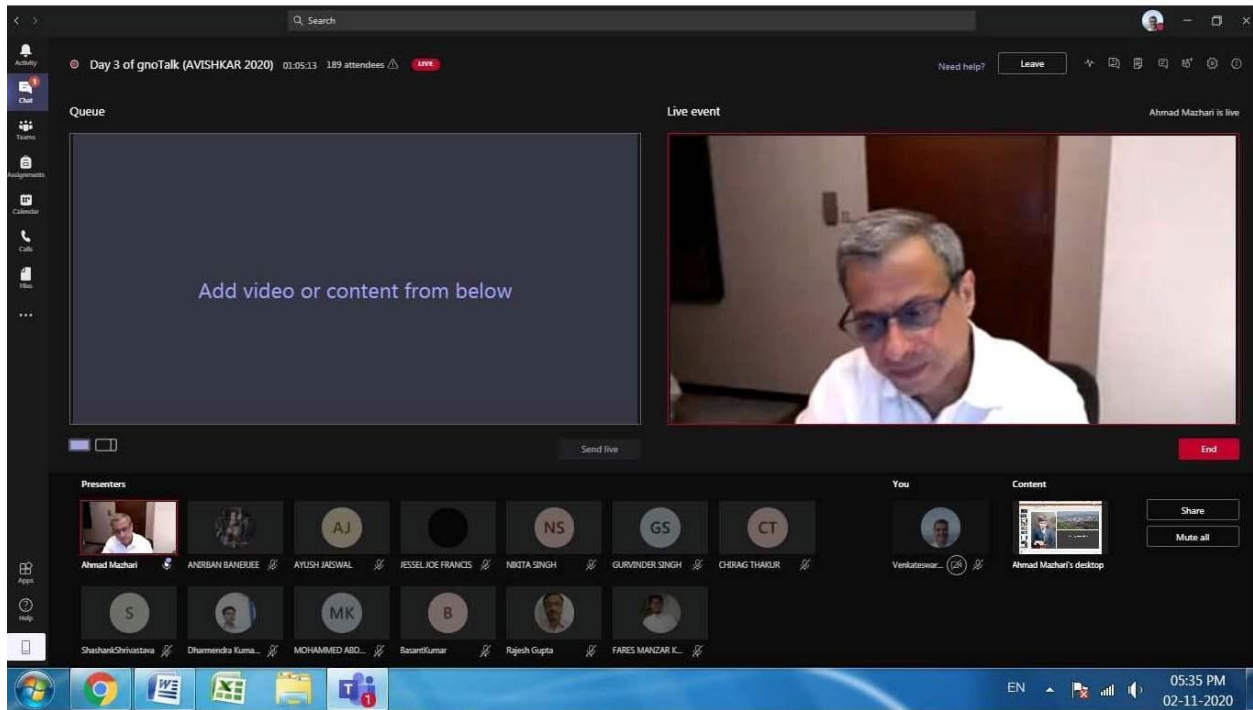 Search
Activity
Day 3 of gnoTalk (AVISHKAR 2020) 01:05:13 189 attendees LIVE
Need help? Leave
1
Chat
Queue
Live event
Ahmad Mazhari is live
Teams
Assignments
Calendar
Calls
Files
Add video or content from below
Send live
End
Presenters
You
Content
Share
Mute all
AJ
NS
GS
CT
Ahmad Mazhari
ANIRBAN BANERJEE
AYUSH JAISWAL
JESSEL JOE FRANCIS
NIKITA SINGH
GURVINDER SINGH
CHIRAG THAKUR
Venkateswar...
Ahmad Mazhari's desktop
Apps
Help
S
MK
B
ShashankShrivastava
Dharmendra Kuma...
MOHAMMED ABD...
BasantKumar
Rajesh Gupta
FARES MANZAR K...
W
X
T
1
EN
05:35 PM
02-11-2020